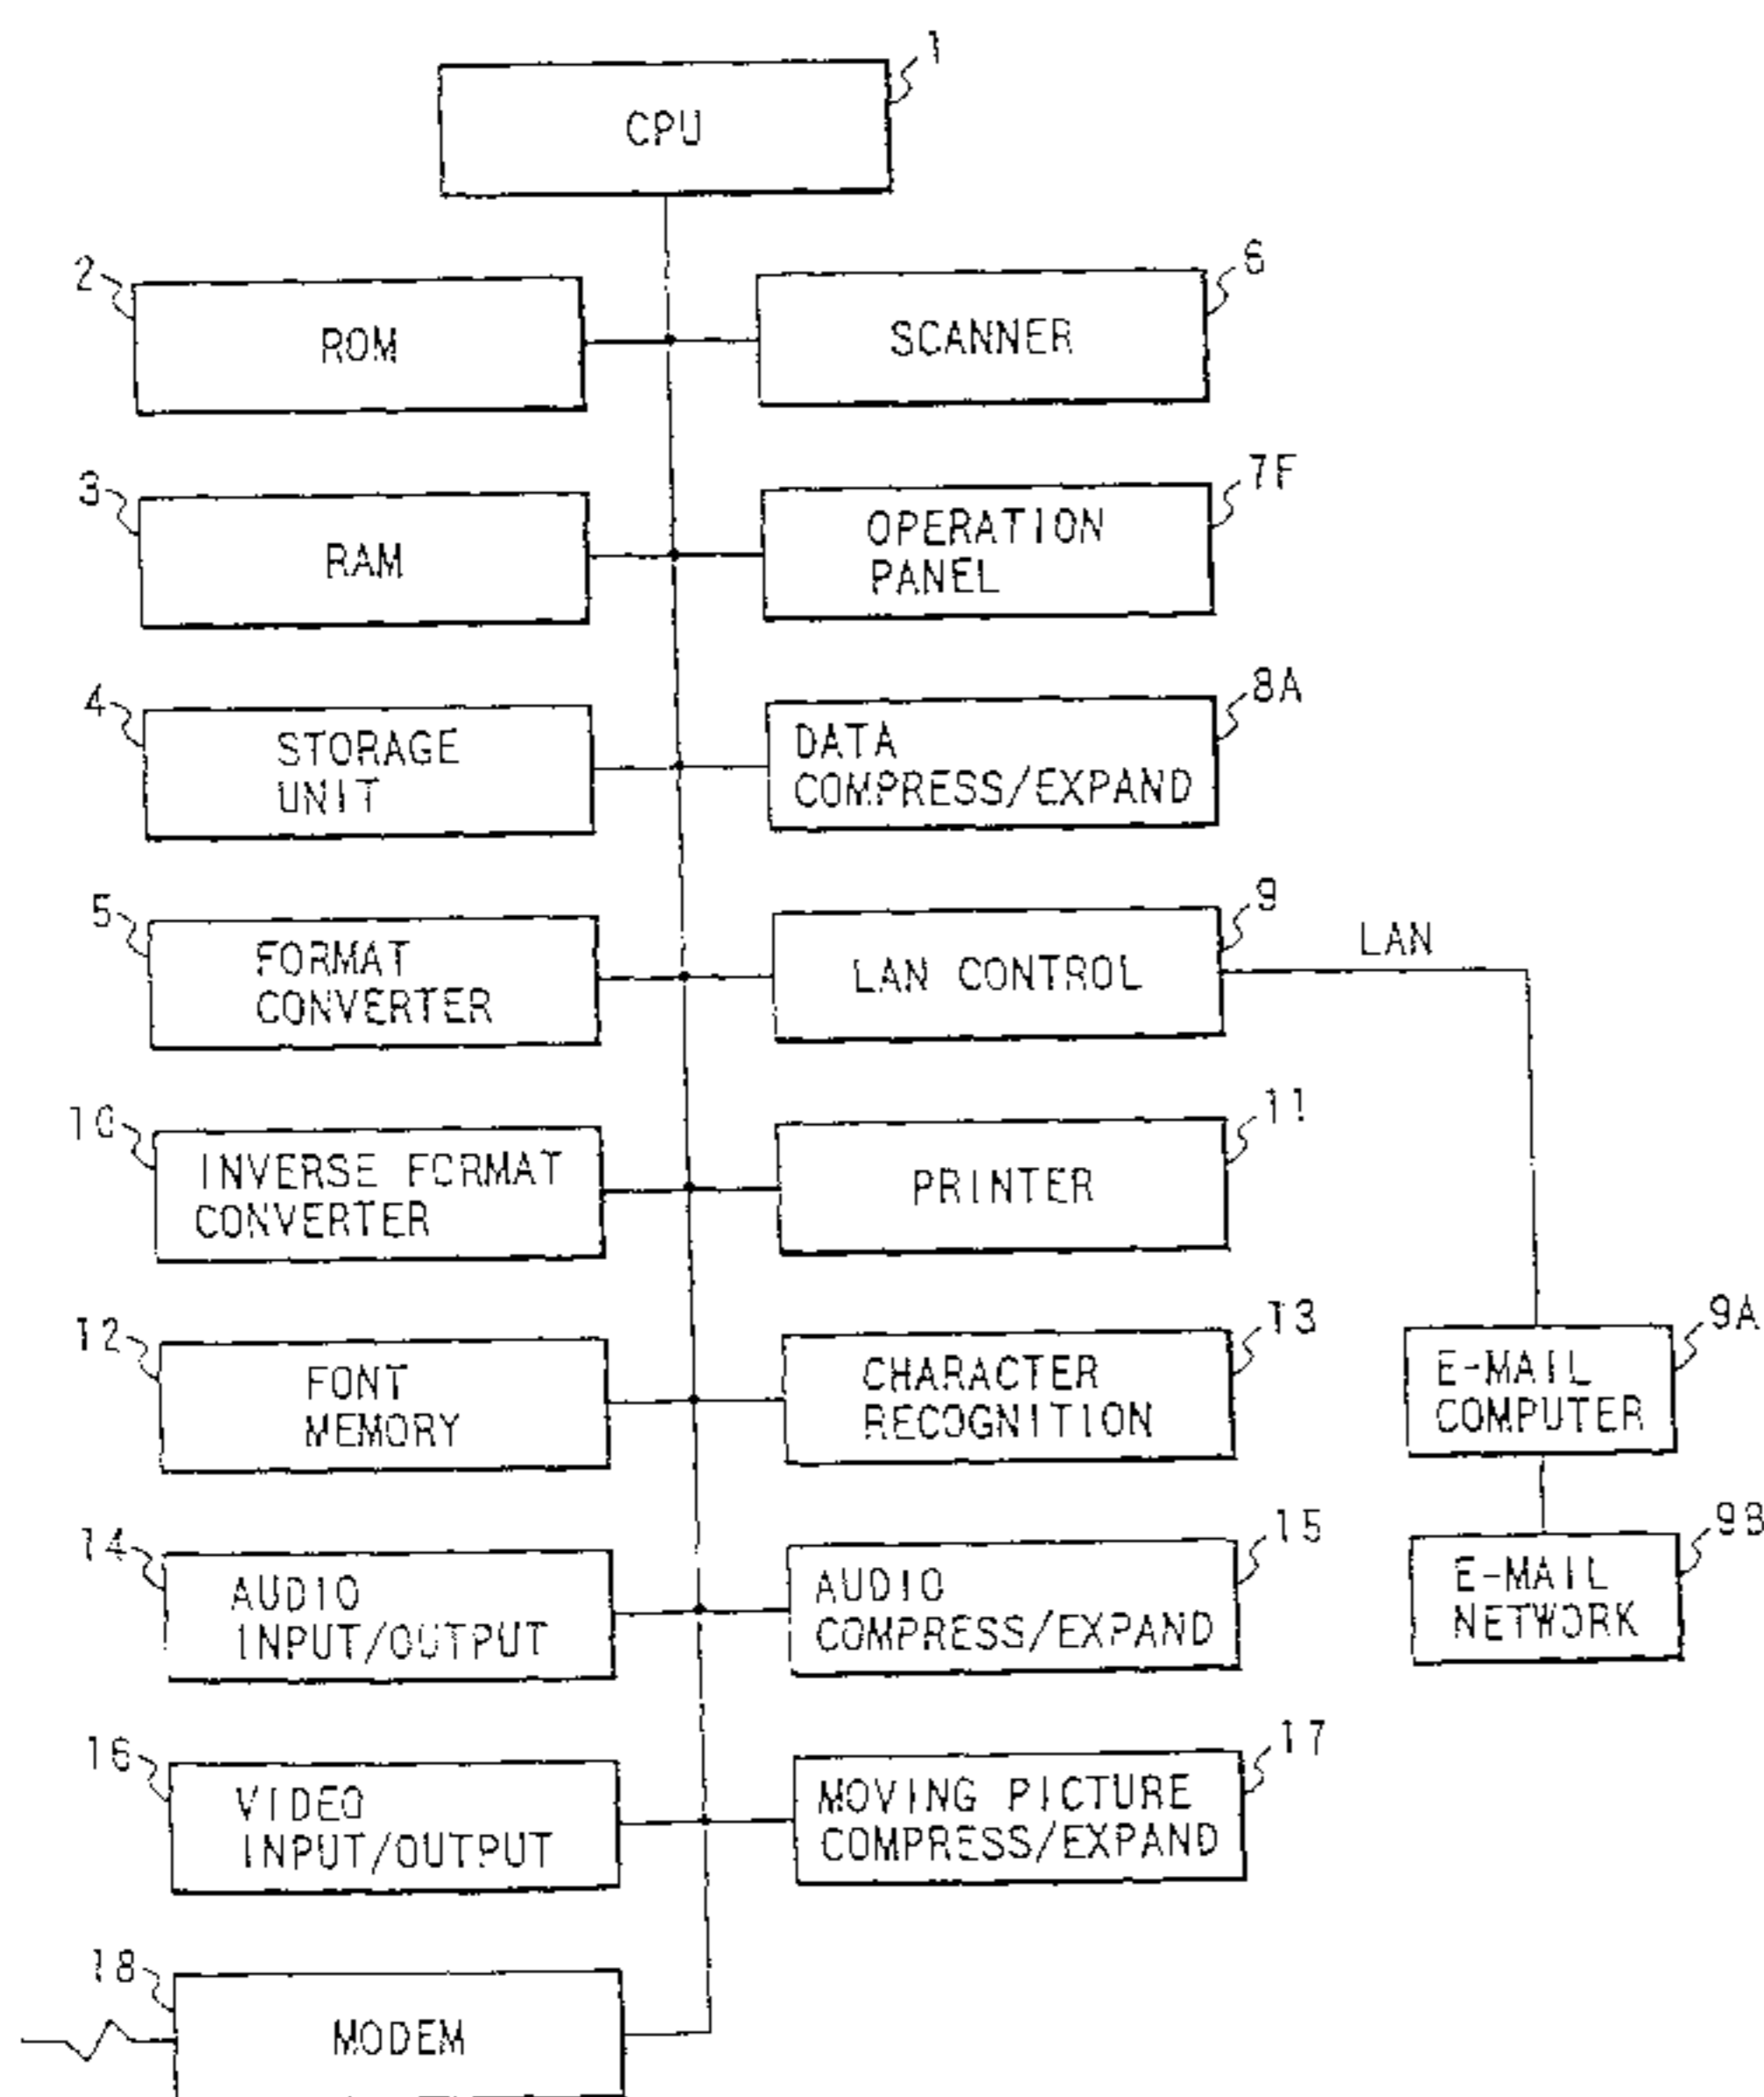 1
CPU
2
ROM
6
SCANNER
3
RAM
7F
OPERATION
PANEL
4
STORAGE
UNIT
8A
DATA
COMPRESS/EXPAND
5
FORMAT
CONVERTER
9
LAN CONTROL
LAN
10
INVERSE FORMAT
CONVERTER
11
PRINTER
12
FONT
MEMORY
13
CHARACTER
RECOGNITION
9A
E-MAIL
COMPUTER
14
AUDIO
INPUT/OUTPUT
15
AUDIO
COMPRESS/EXPAND
9B
E-MAIL
NETWORK
16
VIDEO
INPUT/OUTPUT
17
MOVING PICTURE
COMPRESS/EXPAND
18
MODEM